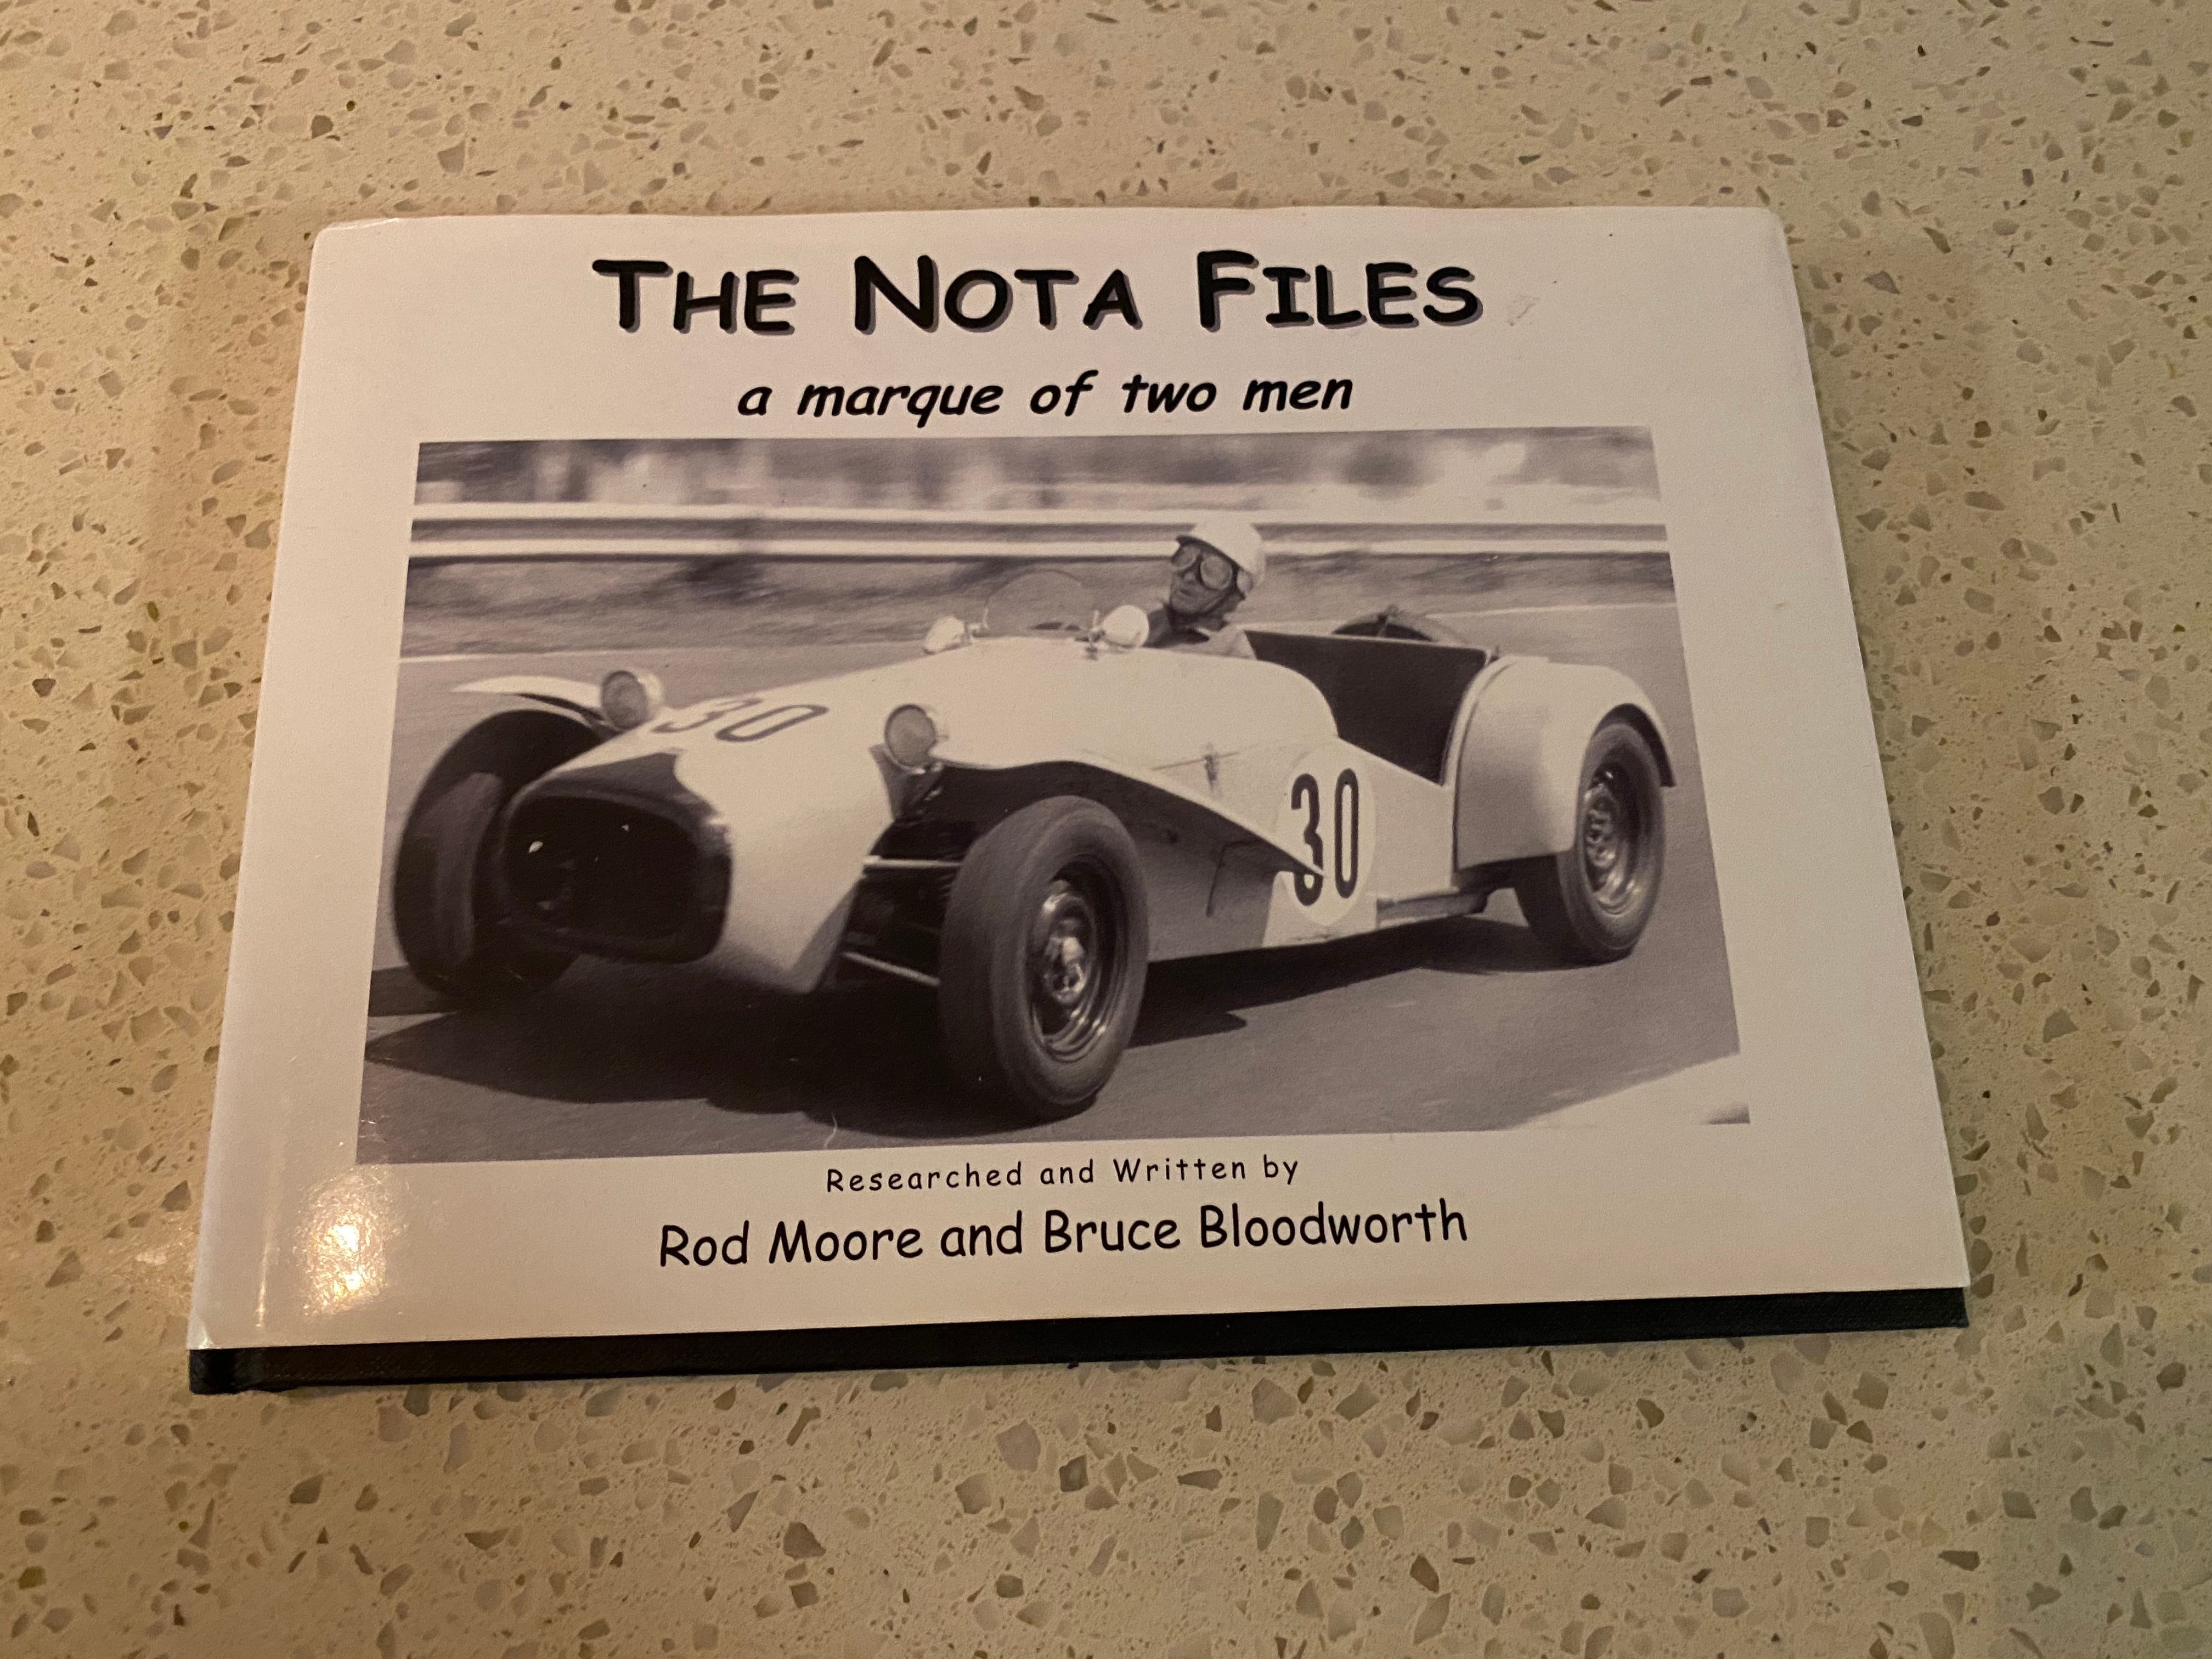 THE NOTA FILES
a marque of two men
30
30
Researched and Written by
Rod Moore and Bruce Bloodworth